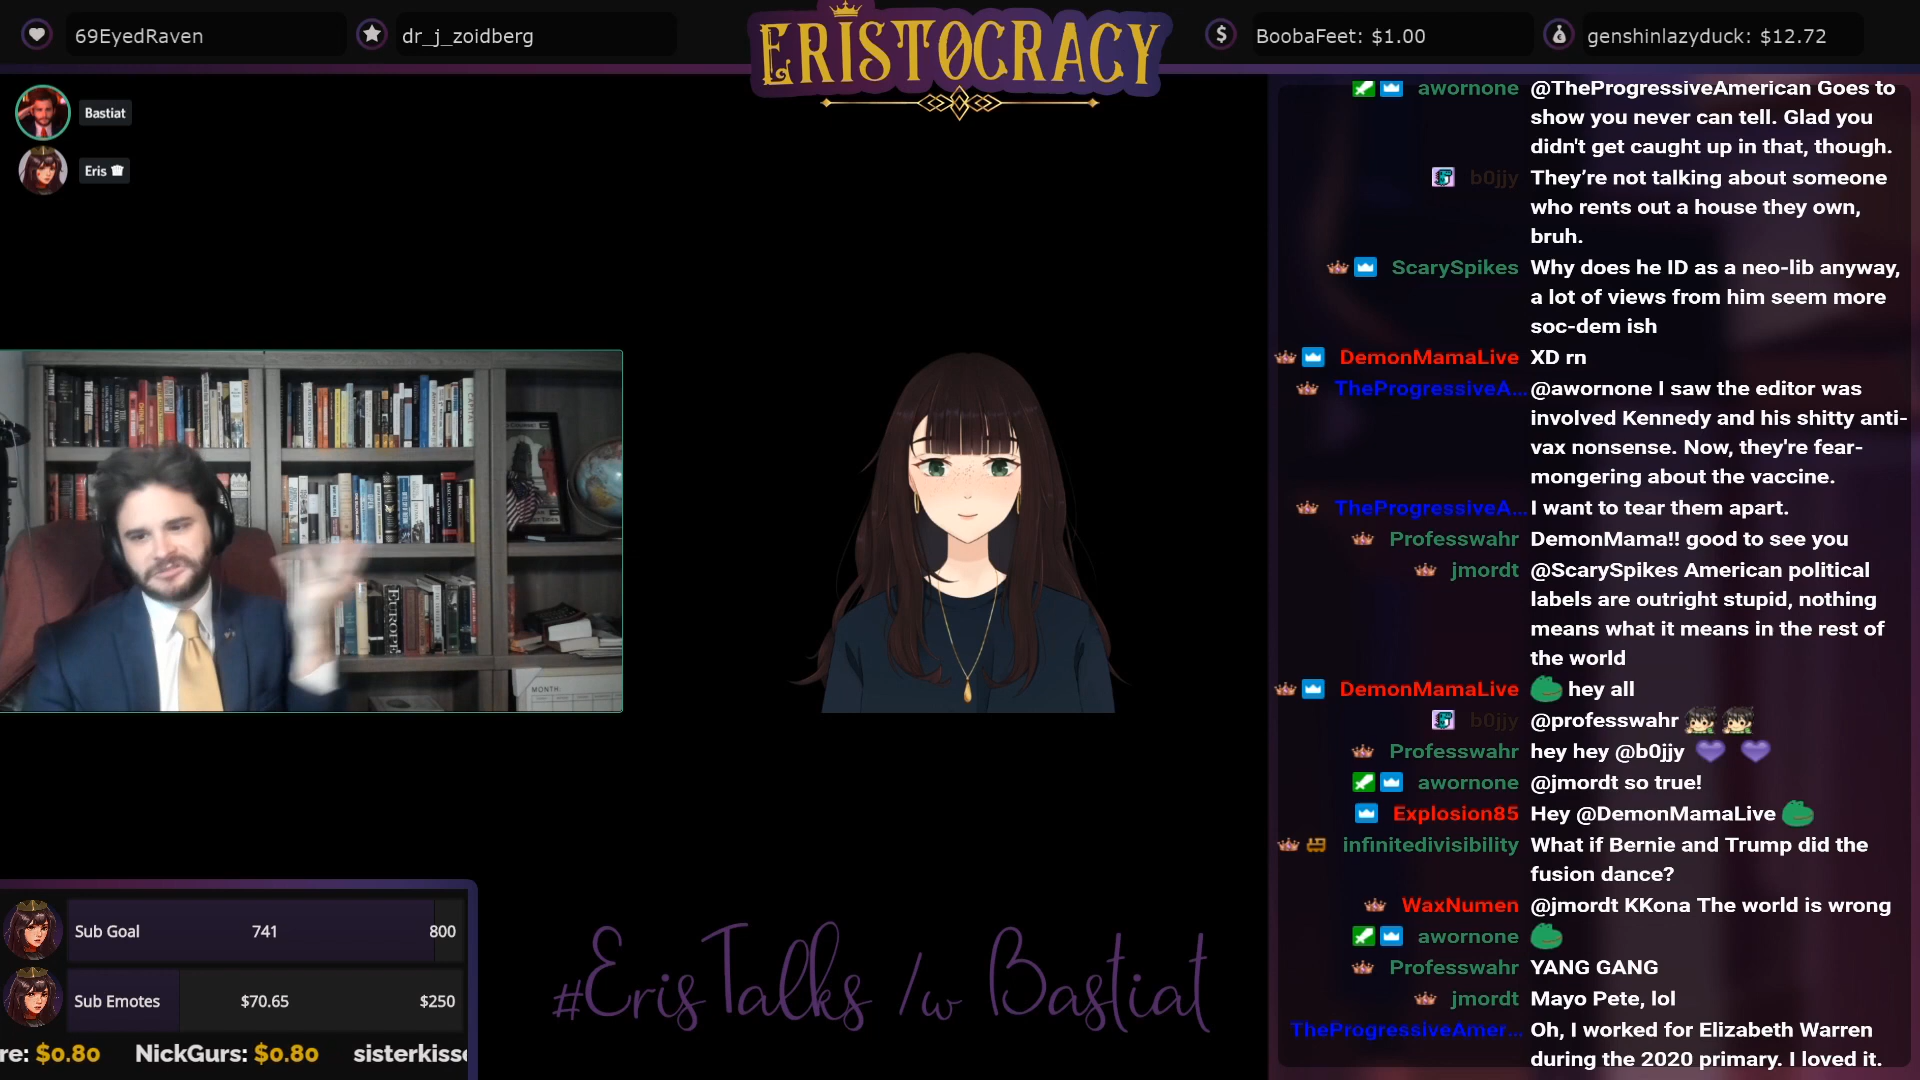 69EyedRaven
dr_j_zoidberg
ERISTOCRACY
BoobaFeet: $1.00
genshinlazyduck: $12.72
Bastiat
Eris
EUROPE
MONTH.
Sub Goal 741 800
Sub Emotes $70.65 $250
re: $0.80 NickGurs: $0.80 sisterkisse
#ErisTalks /w Bastiat
awornone @TheProgressiveAmerican Goes to
show you never can tell. Glad you
didn't get caught up in that, though.
b0jjy They’re not talking about someone
who rents out a house they own,
bruh.
ScarySpikes Why does he ID as a neo-lib anyway,
a lot of views from him seem more
soc-dem ish
DemonMamaLive XD rn
TheProgressiveA... @awornone I saw the editor was
involved Kennedy and his shitty anti-
vax nonsense. Now, they're fear-
mongering about the vaccine.
TheProgressiveA... I want to tear them apart.
Professwahr DemonMama!! good to see you
jmordt @ScarySpikes American political
labels are outright stupid, nothing
means what it means in the rest of
the world
DemonMamaLive hey all
b0jjy @professwahr
Professwahr hey hey @b0jjy
awornone @jmordt so true!
Explosion85 Hey @DemonMamaLive
infinitedivisibility What if Bernie and Trump did the
fusion dance?
WaxNumen @jmordt KKona The world is wrong
awornone
Professwahr YANG GANG
jmordt Mayo Pete, lol
TheProgressiveAmer... Oh, I worked for Elizabeth Warren
during the 2020 primary. I loved it.